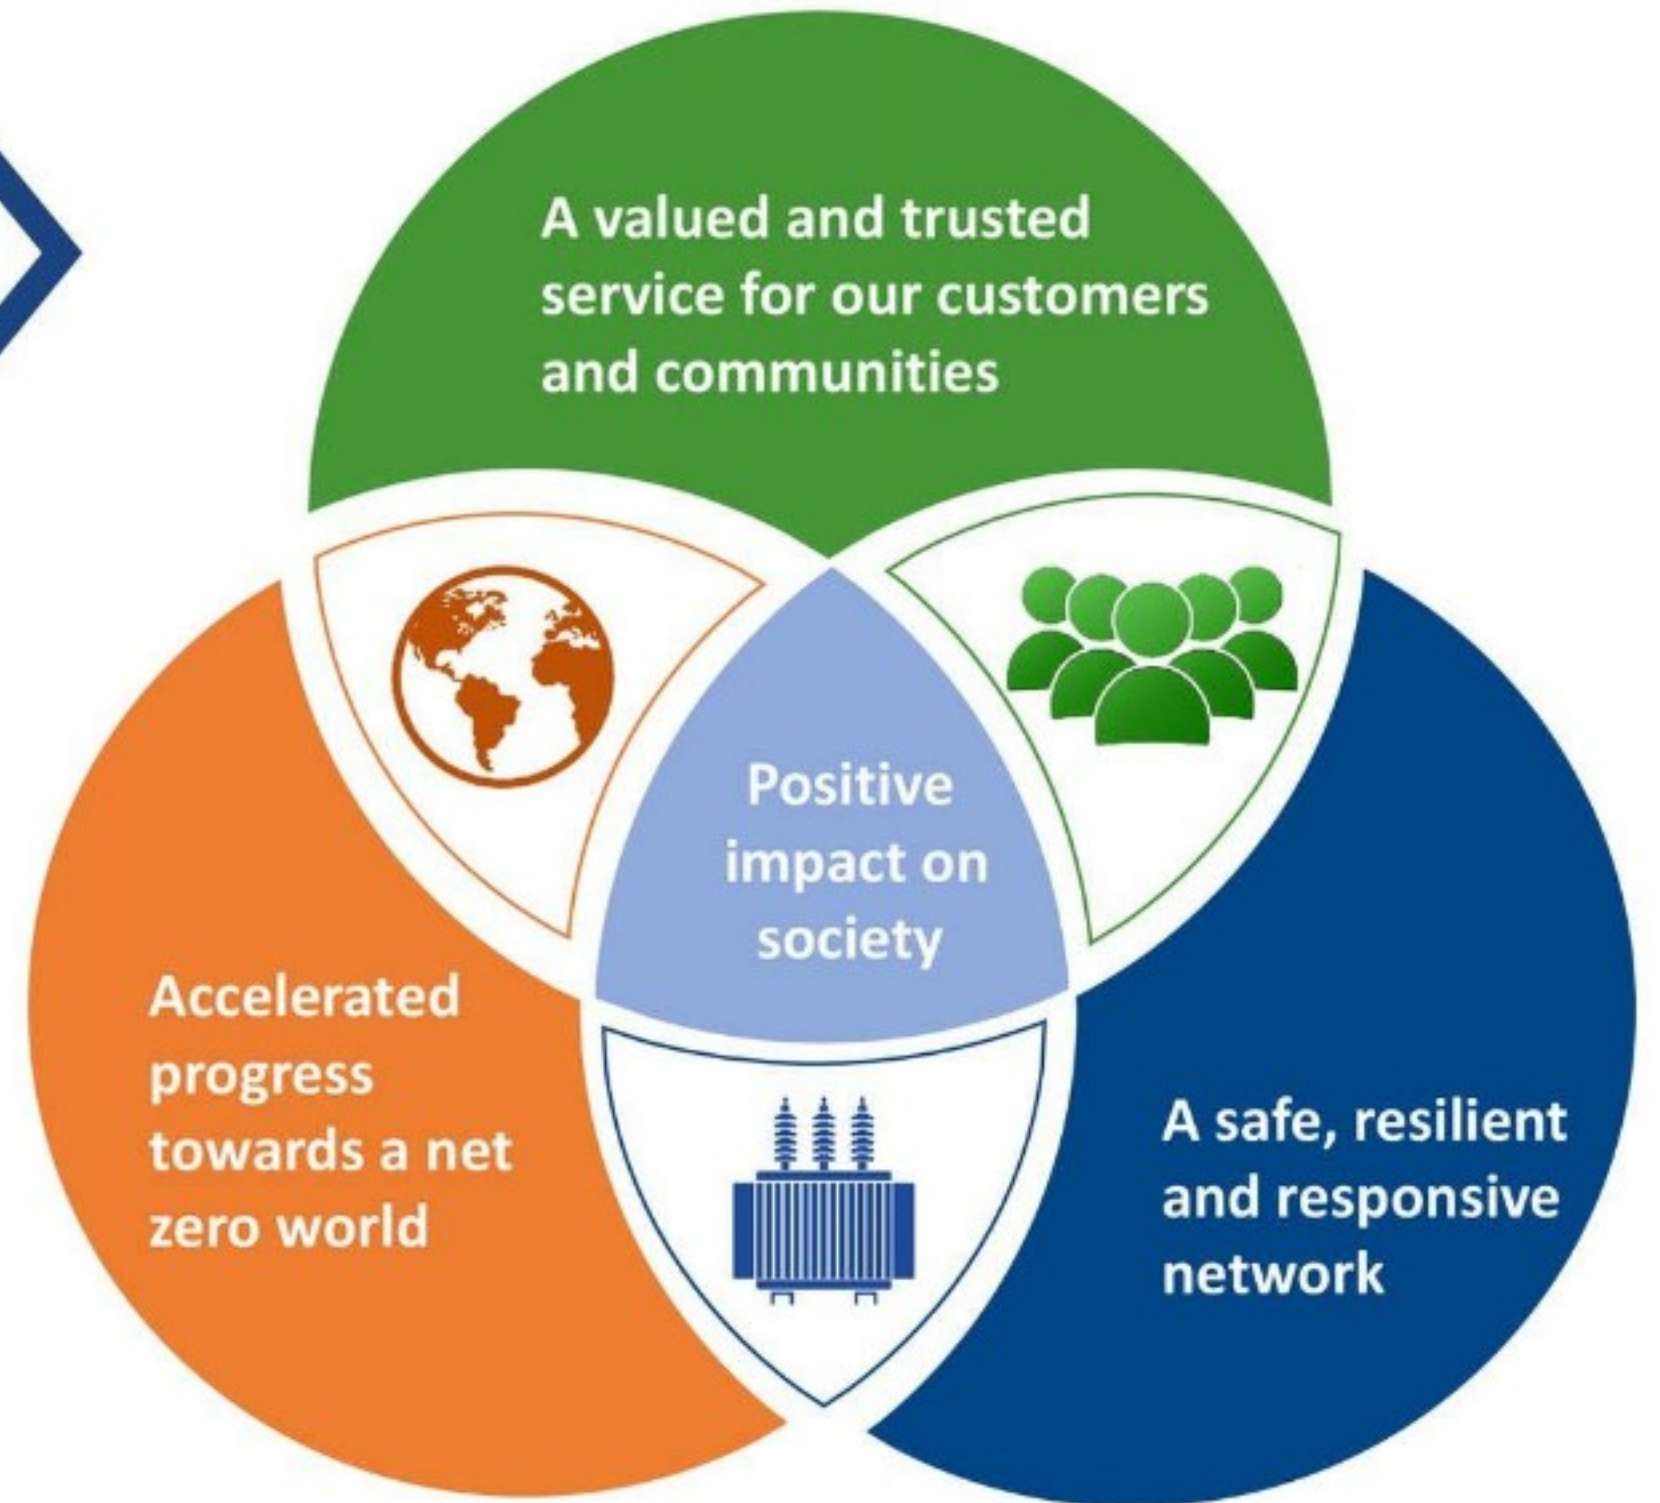 A valued and trusted
service for our customers
and communities
Positive
impact on
society
Accelerated
progress
towards a net
zero world
A safe, resilient
and responsive
network